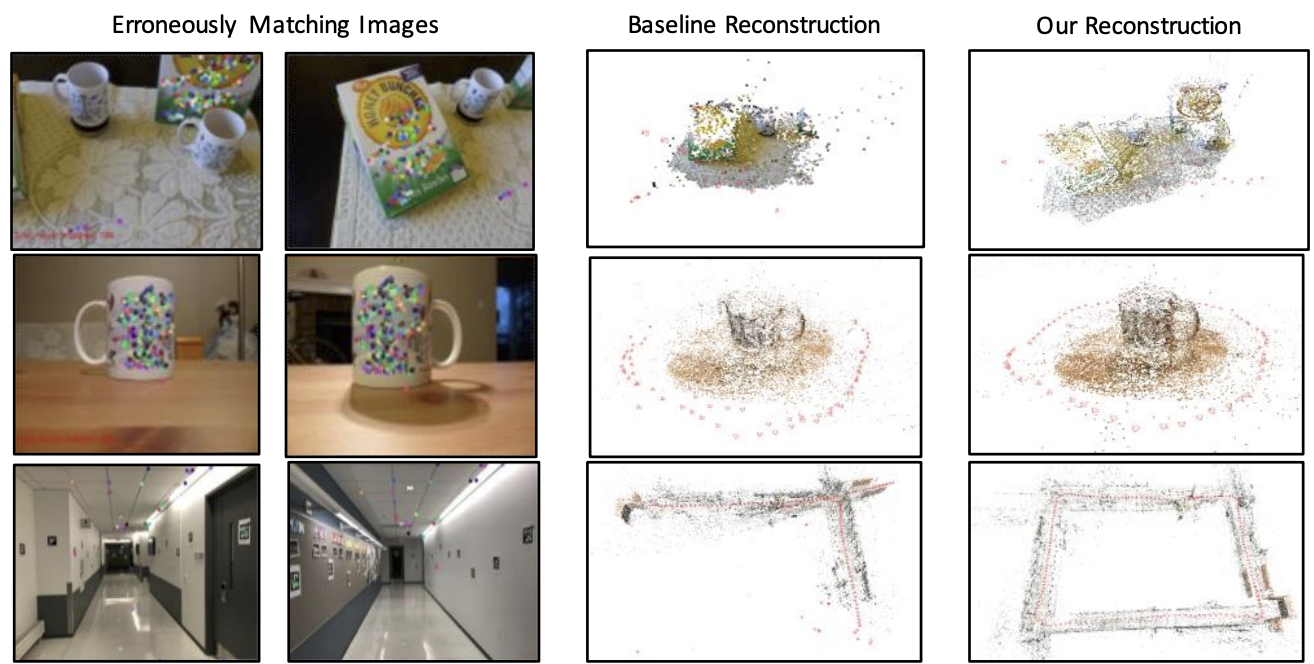 Erroneously Matching Images
Baseline Reconstruction
Our Reconstruction
HONEY BUNCHES